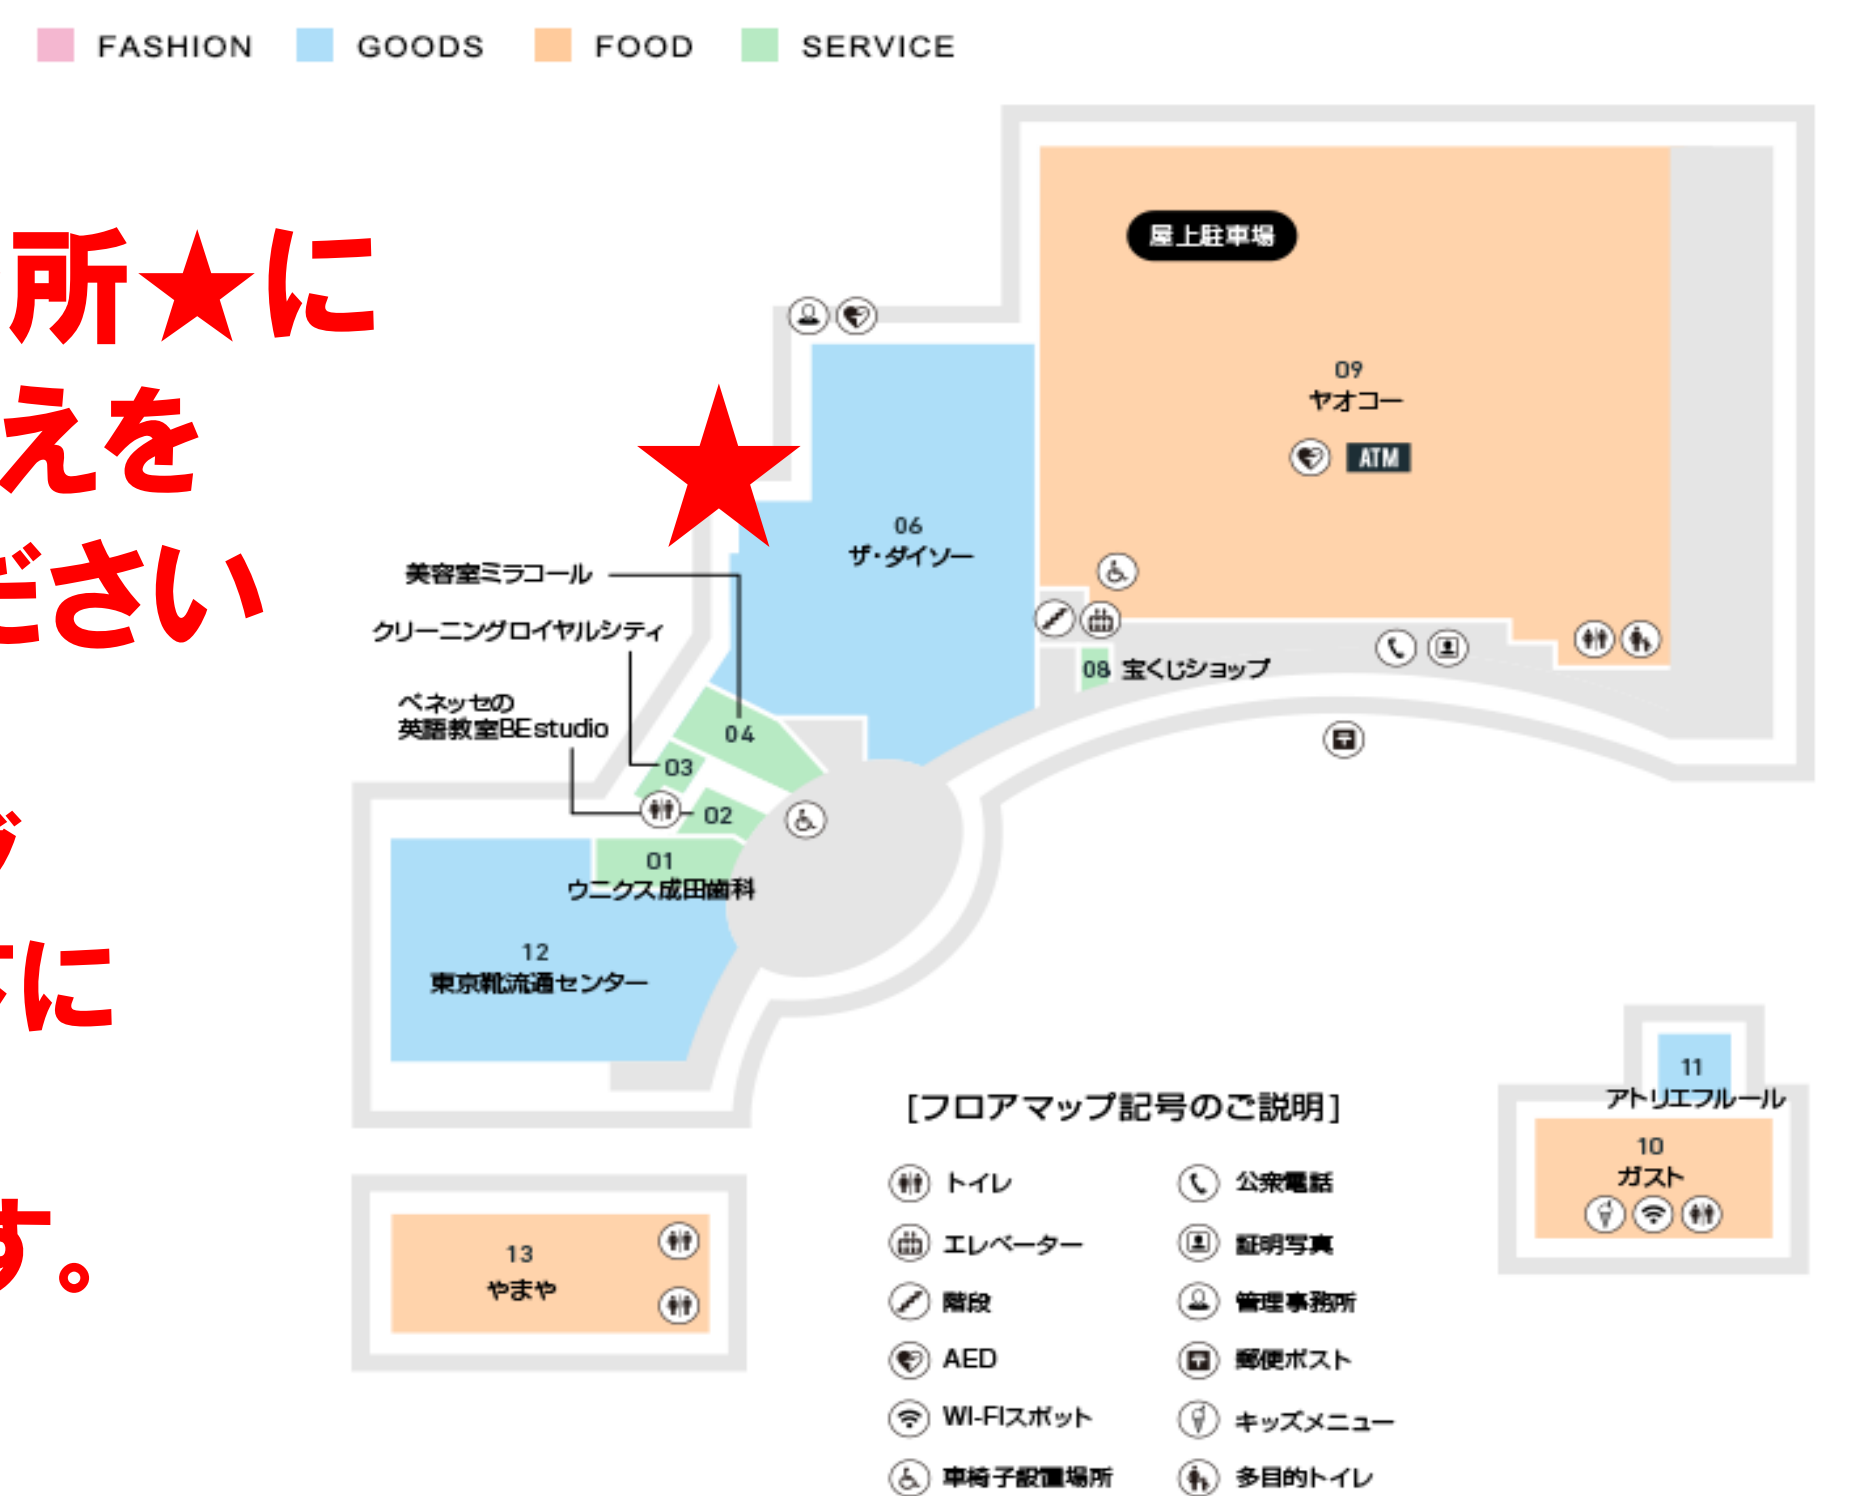 FASHION GOODS FOOD SERVICE
所★に
えを
ださい
に
す。
屋上駐車場
09
ヤオコー
ATM
06
ザ・ダイソー
美容室ミラコール
クリーニングロイヤルシティ
ベネッセの
英語教室BEstudio
04
03
02
01
ウニクス成田歯科
08 宝くじショップ
12
東京靴流通センター
11
アトリエフルール
10
ガスト
13
やまや
[フロアマップ記号のご説明]
トイレ 公衆電話
エレベーター 証明写真
階段 管理事務所
AED 郵便ポスト
WI-FIスポット キッズメニュー
車椅子設置場所 多目的トイレ